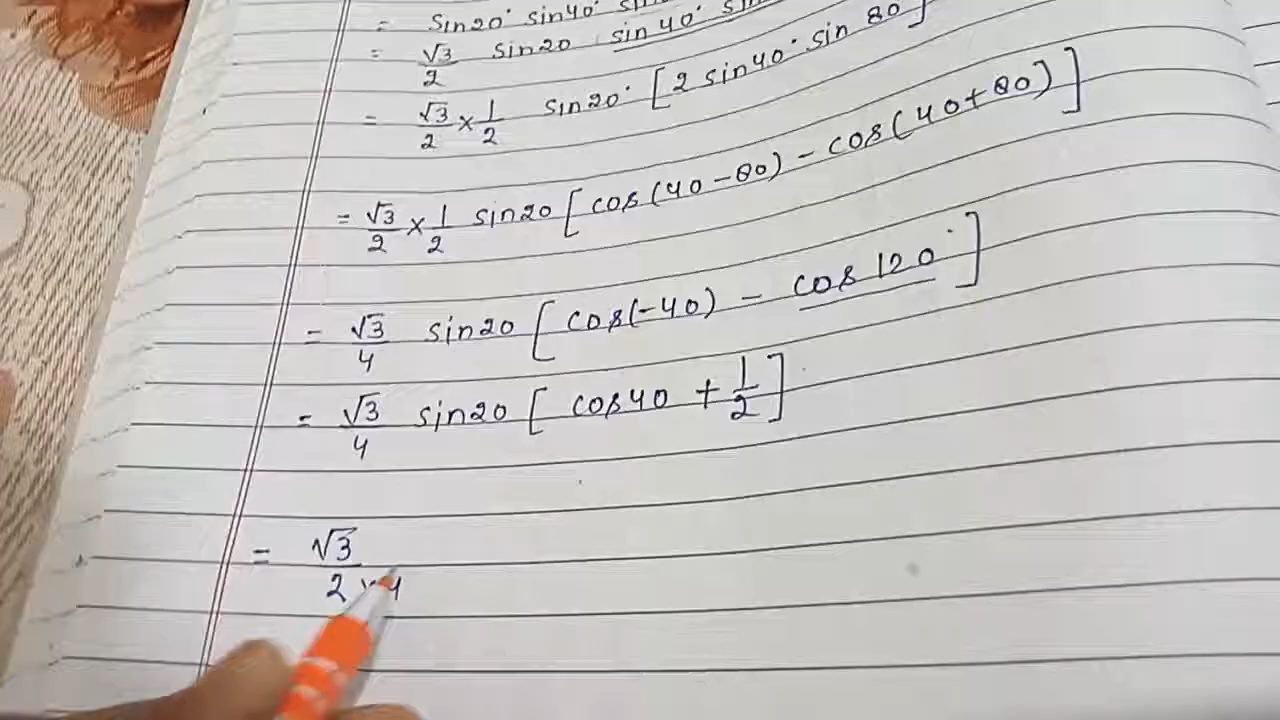 = sin20° sin40°
= √3/2 sin20 sin 40°
= √3/2 × 1/2 sin20° [2 sin40° sin 80]
= √3/2 × 1/2 sin20 [cos(40-80) - cos(40+80)]
= √3/4 sin20 [cos(-40) - cos 120°]
= √3/4 sin20 [cos40 + 1/2]
= √3/2×4